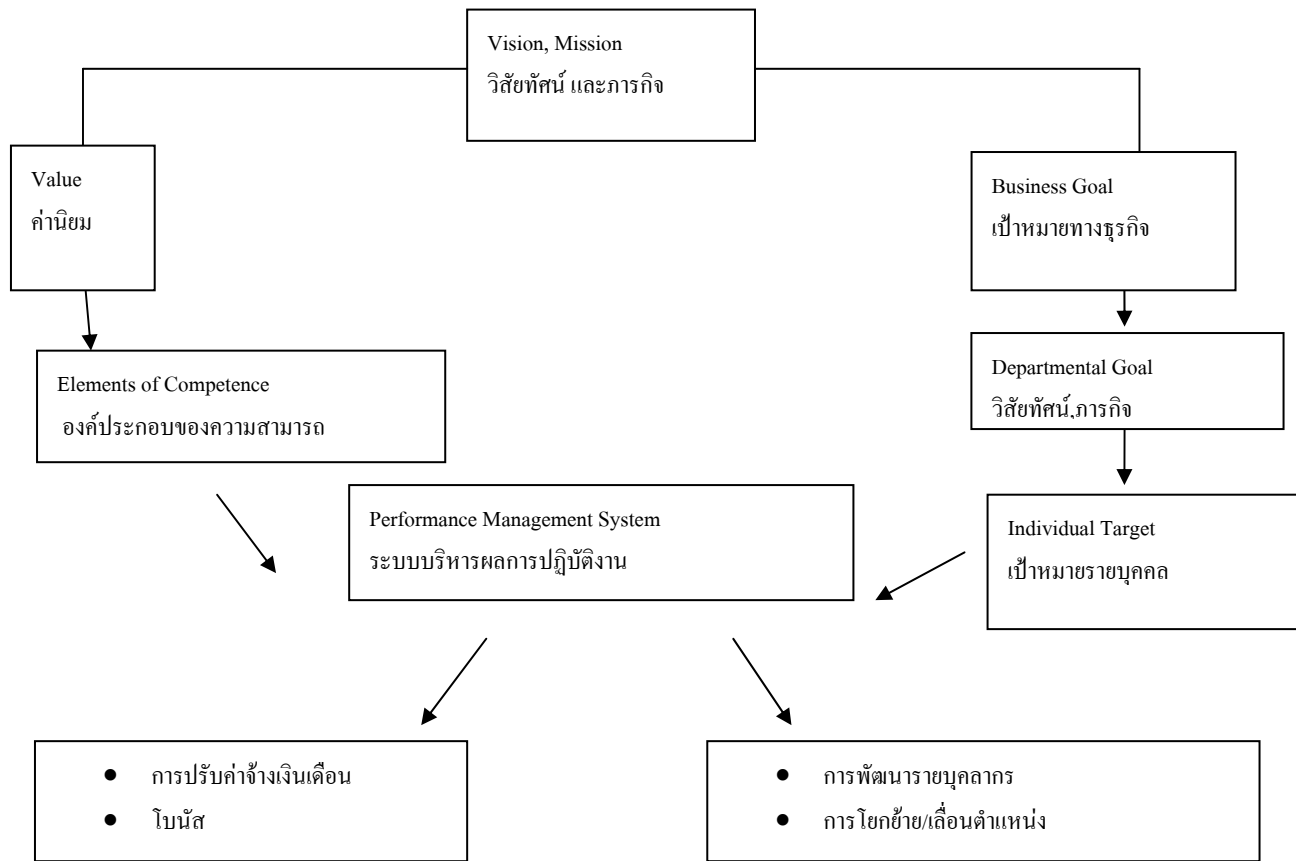 Vision, Mission
วิสัยทัศน์ และภารกิจ
Value
ค่านิยม
Business Goal
เป้าหมายทางธุรกิจ
Elements of Competence
องค์ประกอบของความสามารถ
Departmental Goal
วิสัยทัศน์,ภารกิจ
Performance Management System
ระบบบริหารผลการปฏิบัติงาน
Individual Target
เป้าหมายรายบุคคล
● การปรับค่าจ้างเงินเดือน
● โบนัส
● การพัฒนารายบุคลากร
● การโยกย้าย/เลื่อนตำแหน่ง